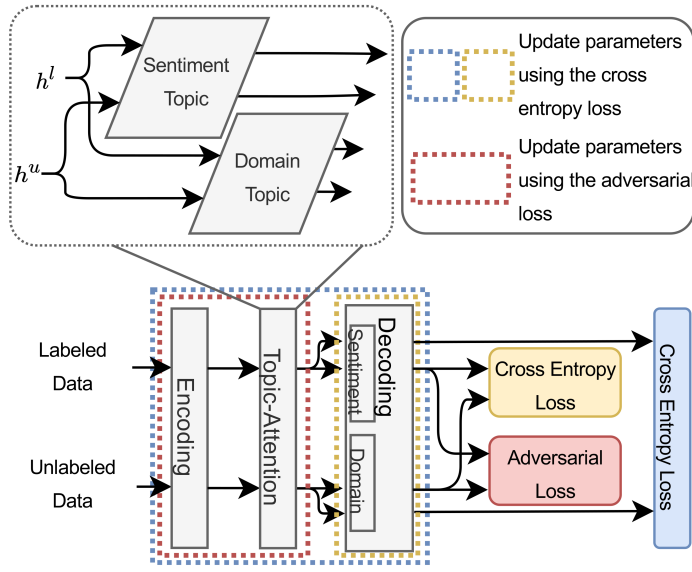 h^l
h^u
Sentiment
Topic
Domain
Topic
Update parameters
using the cross
entropy loss
Update parameters
using the adversarial
loss
Labeled
Data
Unlabeled
Data
Encoding
Topic-Attention
Decoding
Sentiment
Domain
Cross Entropy
Loss
Adversarial
Loss
Cross Entropy Loss